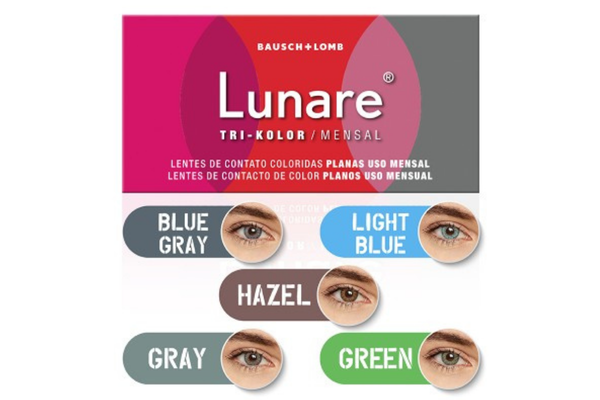 BAUSCH+LOMB
Lunare®
TRI-KOLOR / MENSAL
LENTES DE CONTATO COLORIDAS PLANAS USO MENSAL
LENTES DE CONTACTO DE COLOR PLANOS USO MENSUAL
BLUE GRAY
LIGHT BLUE
HAZEL
GRAY
GREEN